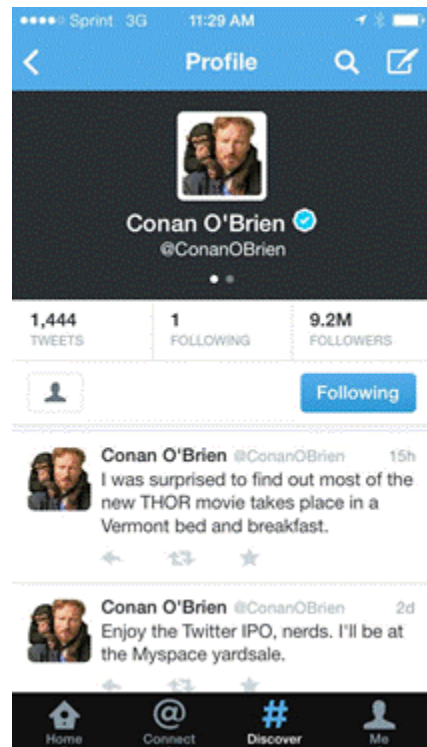 Sprint 3G 11:29 AM
Profile
Conan O'Brien
@ConanOBrien
1,444 1 9.2M
TWEETS FOLLOWING FOLLOWERS
Following
Conan O'Brien @ConanOBrien 15h
I was surprised to find out most of the
new THOR movie takes place in a
Vermont bed and breakfast.
Conan O'Brien @ConanOBrien 2d
Enjoy the Twitter IPO, nerds. I'll be at
the Myspace yardsale.
Home Connect Discover Me